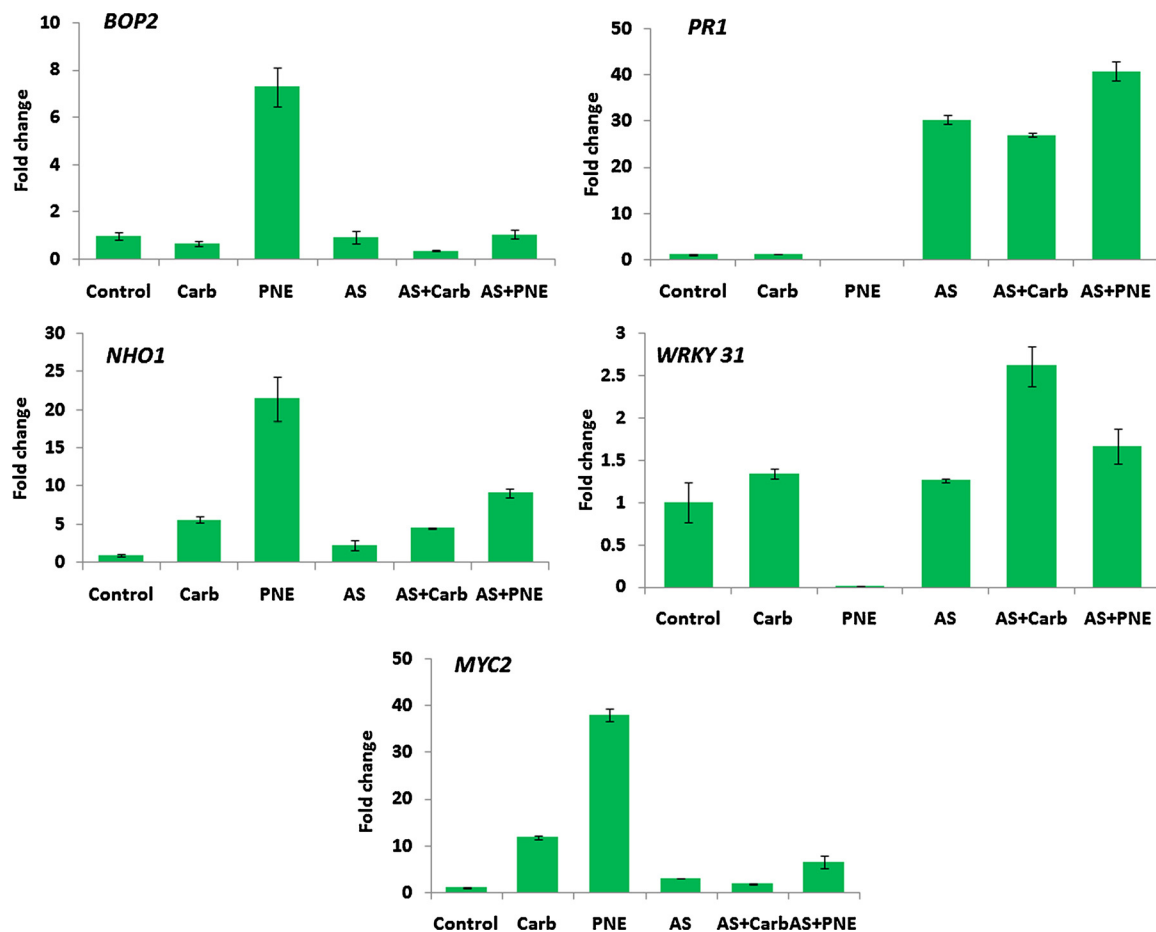 BOP2
Fold change
10
8
6
4
2
0
Control Carb PNE AS AS+Carb AS+PNE
PR1
Fold change
50
40
30
20
10
0
Control Carb PNE AS AS+Carb AS+PNE
NHO1
Fold change
30
25
20
15
10
5
0
Control Carb PNE AS AS+Carb AS+PNE
WRKY 31
Fold change
3
2.5
2
1.5
1
0.5
0
Control Carb PNE AS AS+Carb AS+PNE
MYC2
Fold change
50
40
30
20
10
0
Control Carb PNE AS AS+Carb AS+PNE